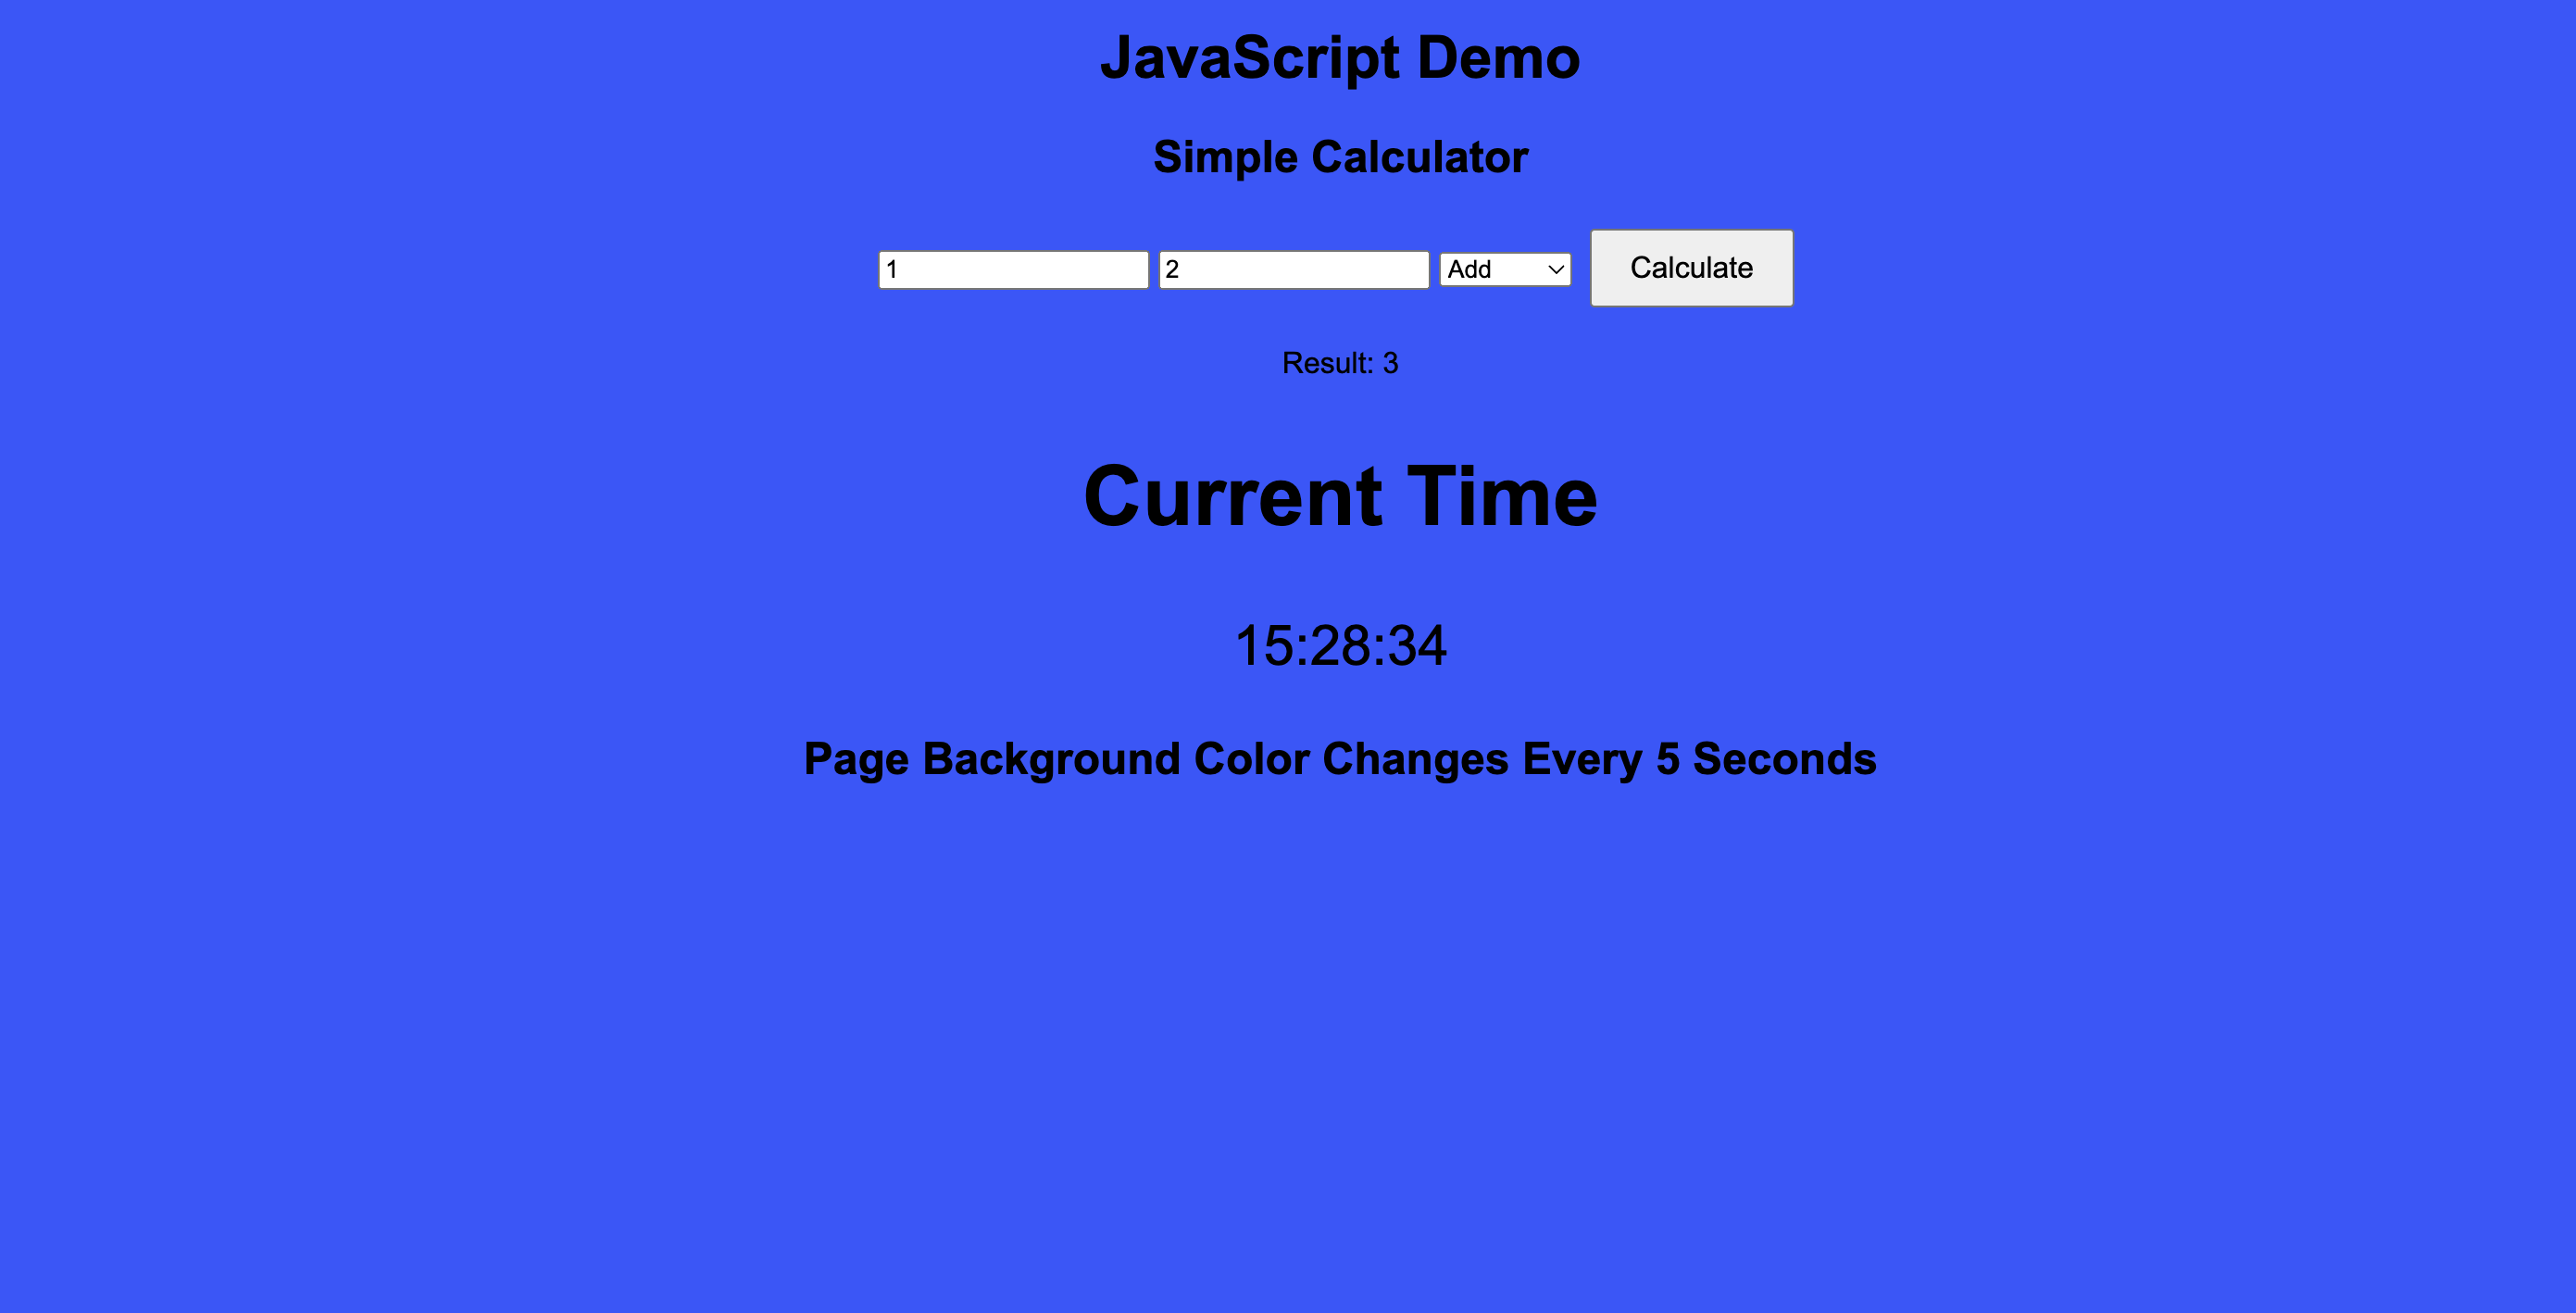 JavaScript Demo
Simple Calculator
1 2 Add Calculate
Result: 3
Current Time
15:28:34
Page Background Color Changes Every 5 Seconds